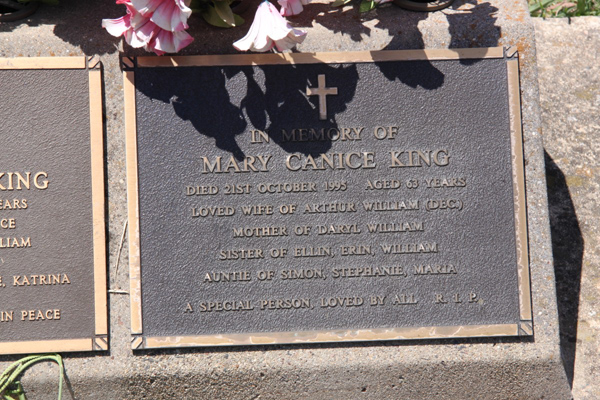 KING
EARS
CE
LIAM
, KATRINA
IN PEACE
IN MEMORY OF
MARY CANICE KING
DIED 21ST OCTOBER 1995 AGED 63 YEARS
LOVED WIFE OF ARTHUR WILLIAM (DEC.)
MOTHER OF DARYL WILLIAM
SISTER OF ELLIN, ERIN, WILLIAM
AUNTIE OF SIMON, STEPHANIE, MARIA
A SPECIAL PERSON, LOVED BY ALL R.I.P.